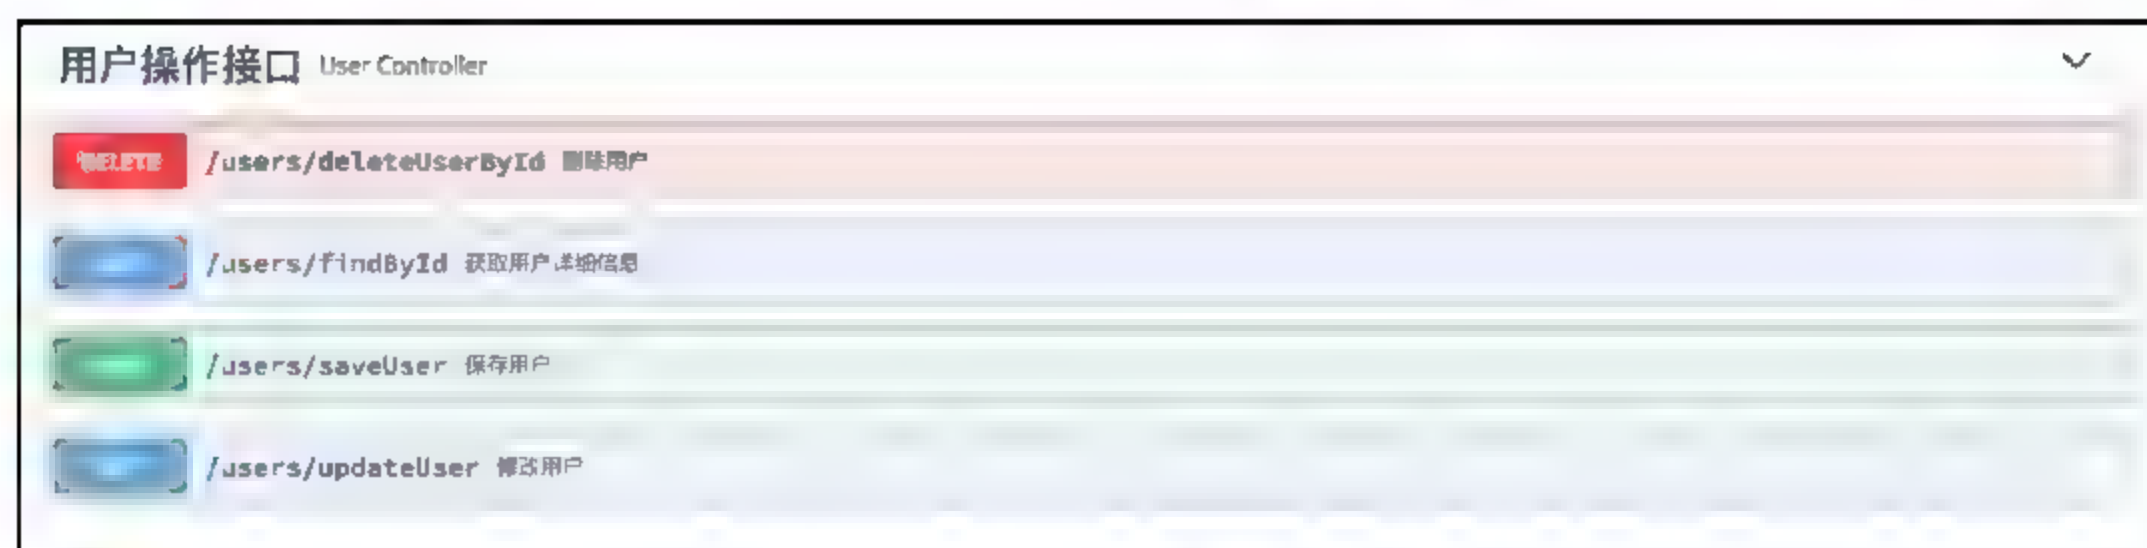 用户操作接口 User Controller
DELETE /users/deleteUserById 删除用户
/users/findById 获取用户详细信息
/users/saveUser 保存用户
/users/updateUser 修改用户